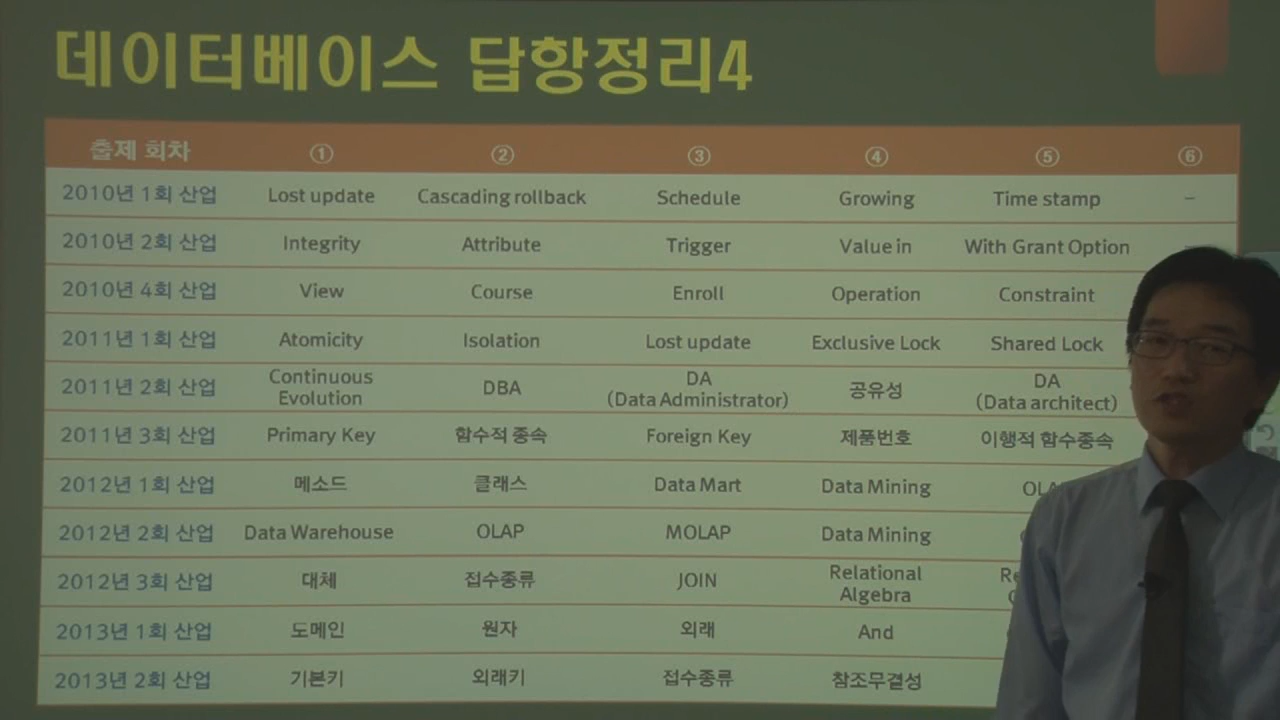 데이터베이스 답항정리4
출제 회차 ① ② ③ ④ ⑤ ⑥
2010년 1회 산업 Lost update Cascading rollback Schedule Growing Time stamp –
2010년 2회 산업 Integrity Attribute Trigger Value in With Grant Option
2010년 4회 산업 View Course Enroll Operation Constraint
2011년 1회 산업 Atomicity Isolation Lost update Exclusive Lock Shared Lock
2011년 2회 산업 Continuous Evolution DBA DA (Data Administrator) 공유성 DA (Data architect)
2011년 3회 산업 Primary Key 함수적 종속 Foreign Key 제품번호 이행적 함수종속
2012년 1회 산업 메소드 클래스 Data Mart Data Mining
2012년 2회 산업 Data Warehouse OLAP MOLAP Data Mining
2012년 3회 산업 대체 접수종류 JOIN Relational Algebra
2013년 1회 산업 도메인 원자 외래 And
2013년 2회 산업 기본키 외래키 접수종류 참조무결성